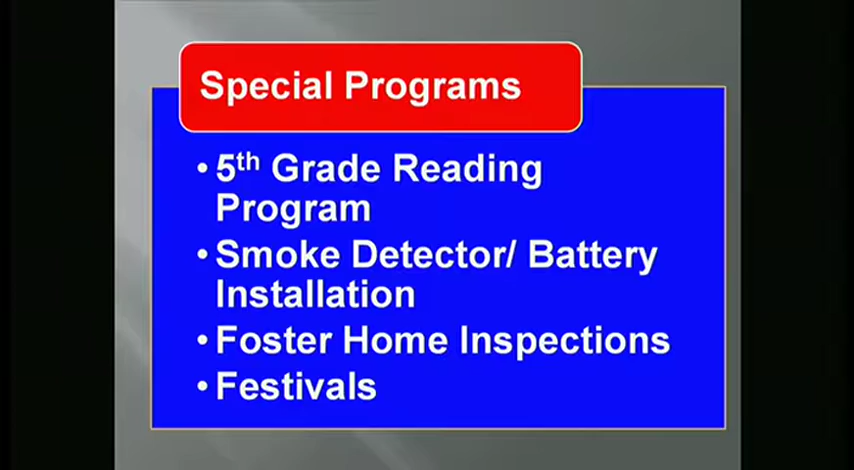 Special Programs
• 5th Grade Reading
Program
• Smoke Detector/ Battery
Installation
• Foster Home Inspections
• Festivals